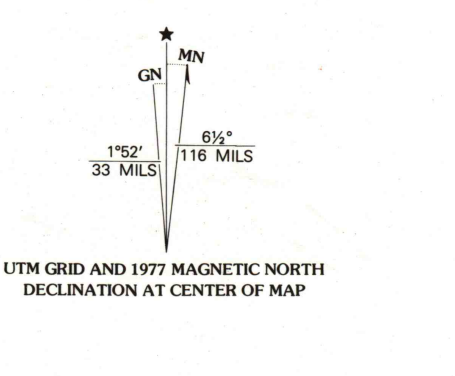 ★
MN
GN
6½°
116 MILS
1°52′
33 MILS
UTM GRID AND 1977 MAGNETIC NORTH
DECLINATION AT CENTER OF MAP